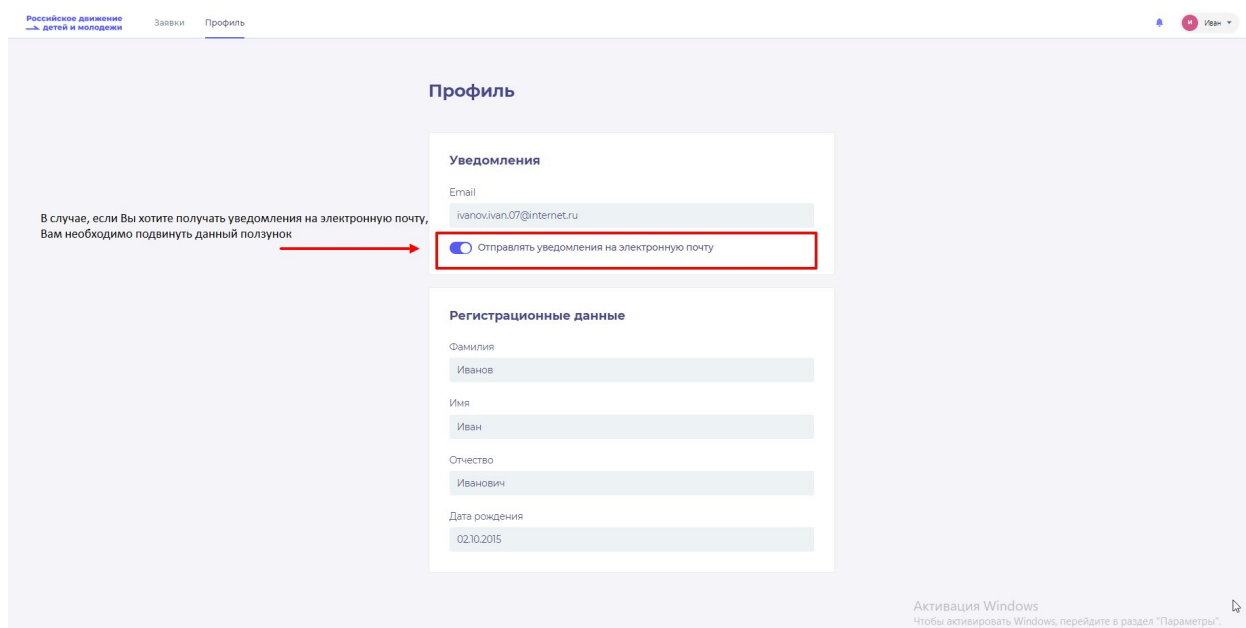 Российское движение
детей и молодежи
Заявки
Профиль
И
Иван
Профиль
Уведомления
Email
ivanov.ivan.07@internet.ru
В случае, если Вы хотите получать уведомления на электронную почту,
Вам необходимо подвинуть данный ползунок
Отправлять уведомления на электронную почту
Регистрационные данные
Фамилия
Иванов
Имя
Иван
Отчество
Иванович
Дата рождения
02.10.2015
Активация Windows
Чтобы активировать Windows, перейдите в раздел "Параметры".